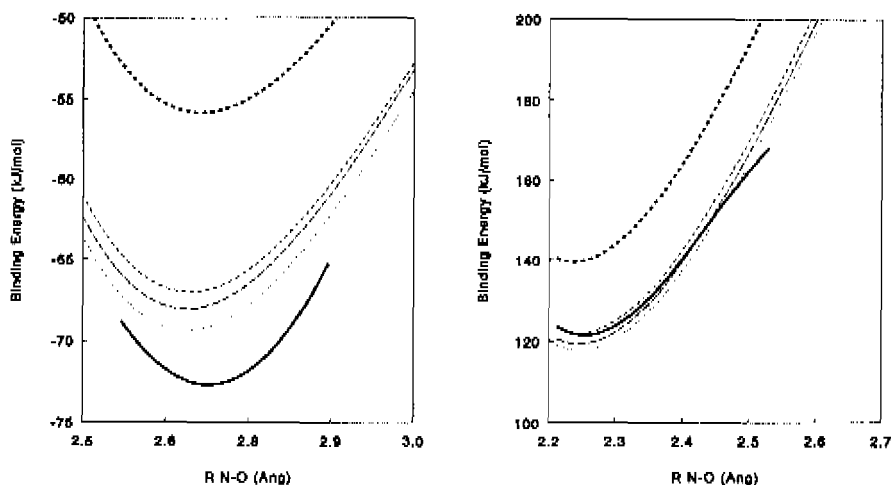 -50
-55
-60
-65
-70
-75
Binding Energy (kJ/mol)
2.5 2.6 2.8 2.9 3.0
R N-O (Ang)
200
180
160
140
120
100
Binding Energy (kJ/mol)
2.2 2.3 2.4 2.5 2.6 2.7
R N-O (Ang)